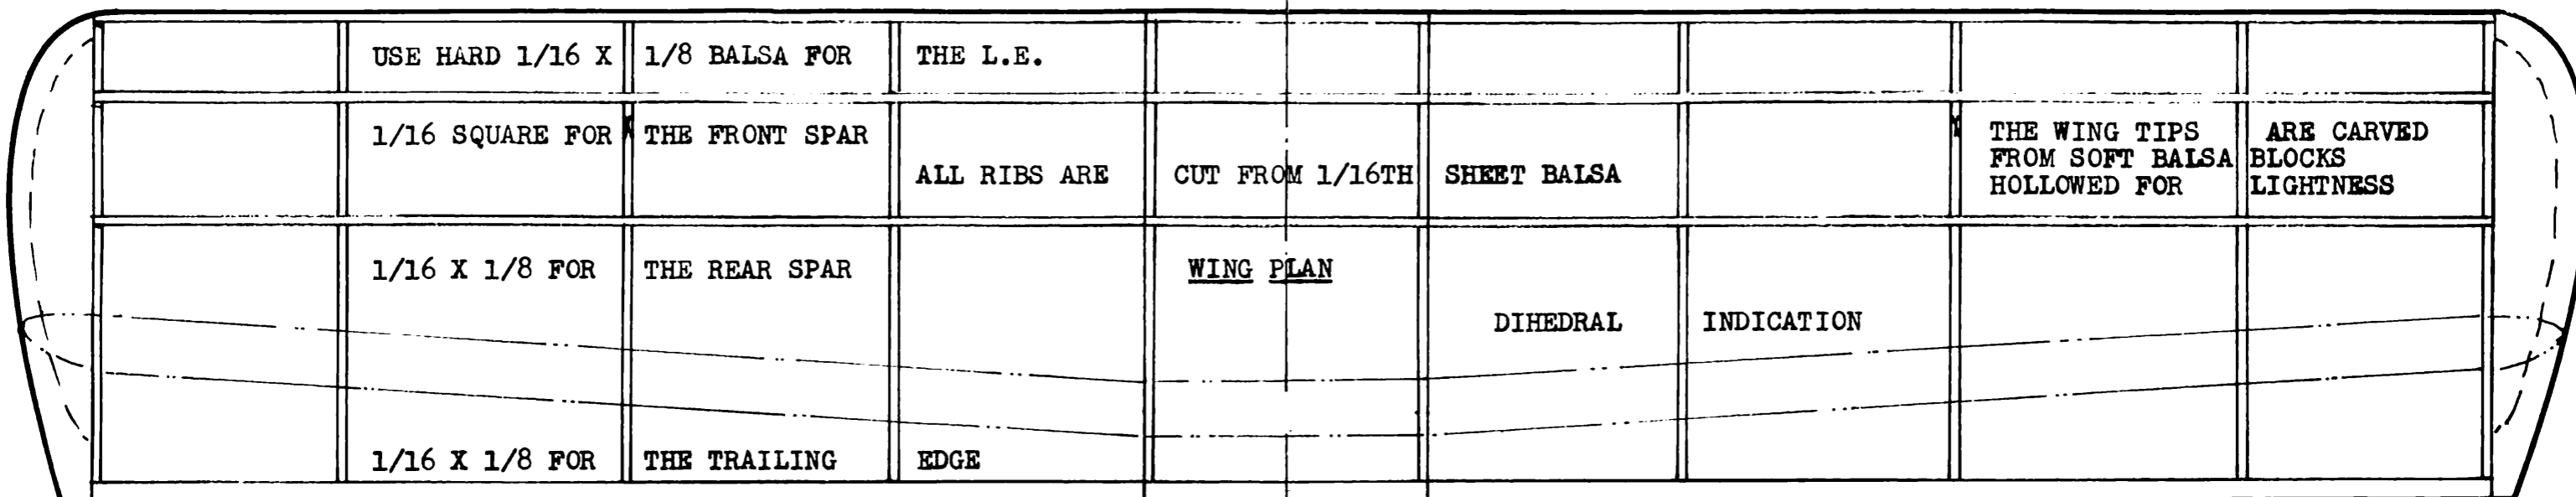 USE HARD 1/16 X 1/8 BALSA FOR THE L.E.
1/16 SQUARE FOR THE FRONT SPAR
ALL RIBS ARE CUT FROM 1/16TH SHEET BALSA
THE WING TIPS ARE CARVED
FROM SOFT BALSA BLOCKS
HOLLOWED FOR LIGHTNESS
1/16 X 1/8 FOR THE REAR SPAR
WING PLAN
DIHEDRAL INDICATION
1/16 X 1/8 FOR THE TRAILING EDGE